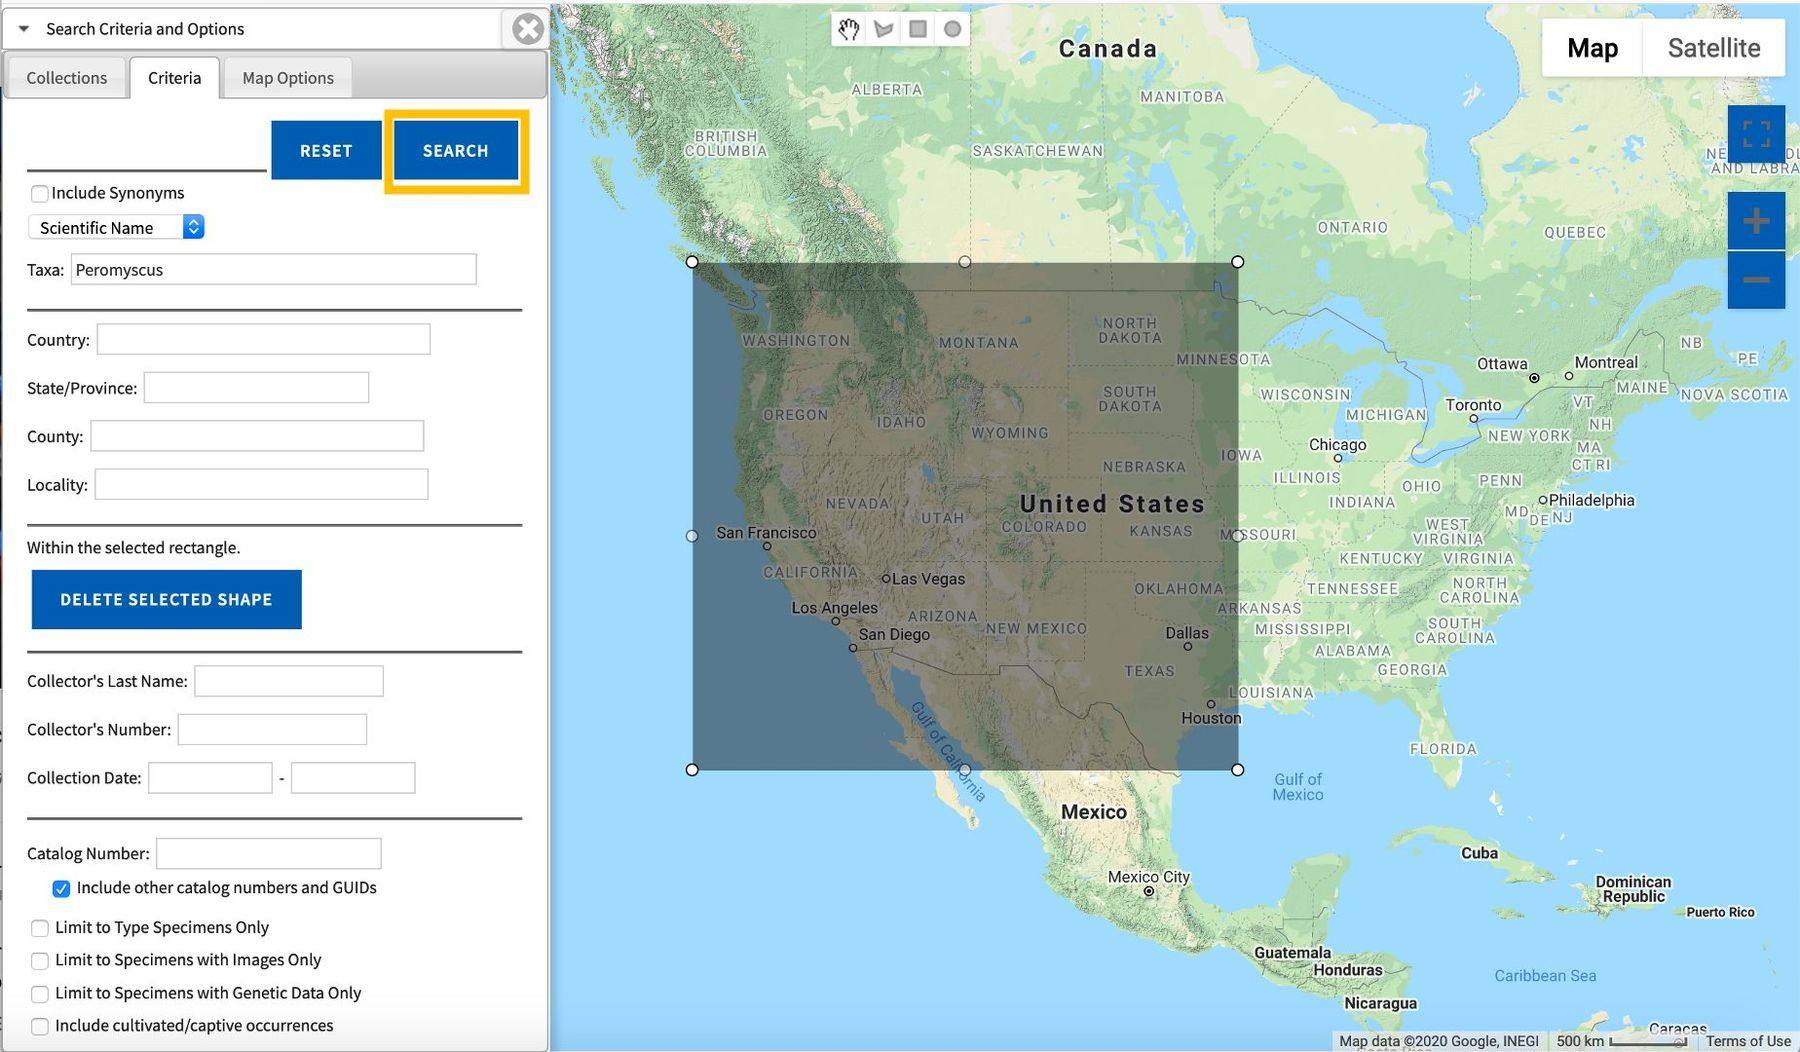 Search Criteria and Options
Collections
Criteria
Map Options
RESET
SEARCH
Include Synonyms
Scientific Name
Taxa: Peromyscus
Country:
State/Province:
County:
Locality:
Within the selected rectangle.
DELETE SELECTED SHAPE
Collector's Last Name:
Collector's Number:
Collection Date: -
Catalog Number:
Include other catalog numbers and GUIDs
Limit to Type Specimens Only
Limit to Specimens with Images Only
Limit to Specimens with Genetic Data Only
Include cultivated/captive occurrences
Map
Satellite
Canada
ALBERTA
MANITOBA
BRITISH
COLUMBIA
SASKATCHEWAN
AND LABRA
ONTARIO
QUEBEC
WASHINGTON
MONTANA
NORTH
DAKOTA
MINNESOTA
Ottawa
Montreal
NB
PE
MAINE
NOVA SCOTIA
OREGON
IDAHO
SOUTH
DAKOTA
WISCONSIN
MICHIGAN
Toronto
VT
NH
WYOMING
NEW YORK
MA
CT RI
Chicago
IOWA
NEBRASKA
ILLINOIS
INDIANA
OHIO
PENN
NEVADA
UTAH
United States
COLORADO
KANSAS
MISSOURI
Philadelphia
MD
DE
NJ
WEST
VIRGINIA
KENTUCKY
VIRGINIA
San Francisco
CALIFORNIA
Las Vegas
OKLAHOMA
TENNESSEE
NORTH
CAROLINA
Los Angeles
ARIZONA
NEW MEXICO
ARKANSAS
San Diego
Dallas
MISSISSIPPI
SOUTH
CAROLINA
ALABAMA
GEORGIA
TEXAS
LOUISIANA
Houston
Gulf of California
FLORIDA
Gulf of
Mexico
Mexico
Cuba
Mexico City
Dominican
Republic
Puerto Rico
Guatemala
Honduras
Caribbean Sea
Nicaragua
Caracas
Map data ©2020 Google, INEGI
500 km
Terms of Use